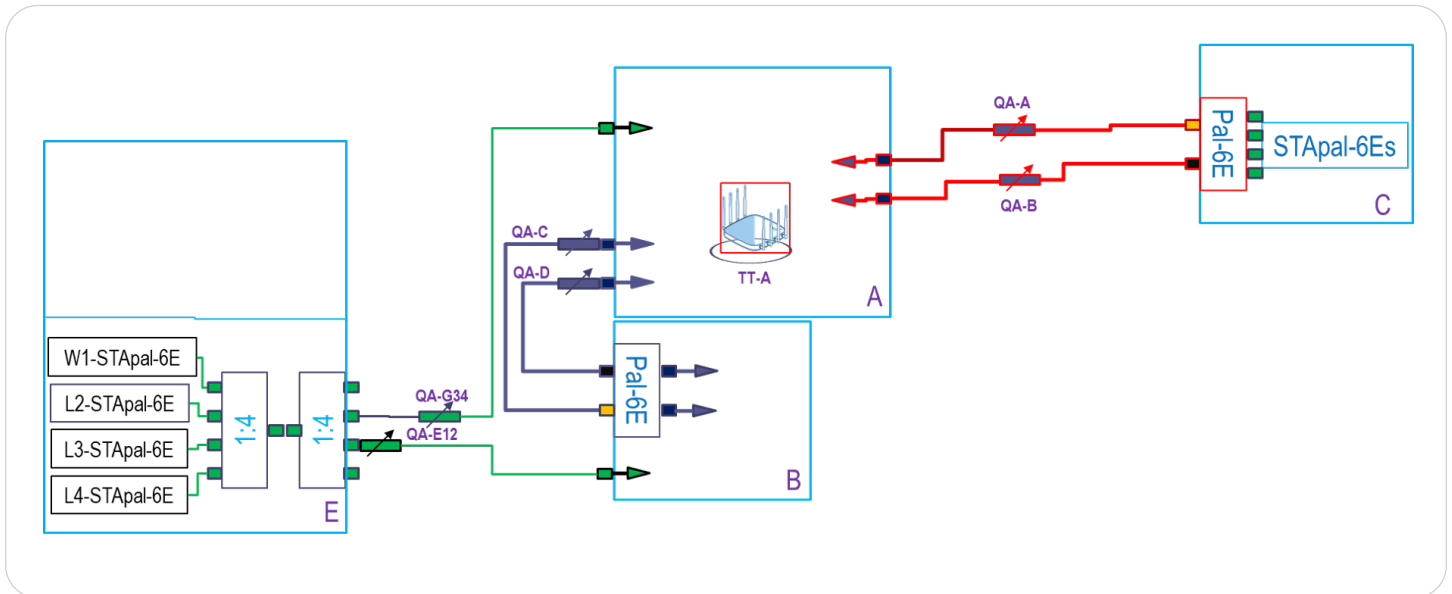 QA-A
Pal-6E
STApal-6Es
C
QA-B
QA-C
QA-D
TT-A
A
W1-STApal-6E
L2-STApal-6E
L3-STApal-6E
L4-STApal-6E
1:4
1:4
E
QA-G34
QA-E12
Pal-6E
B